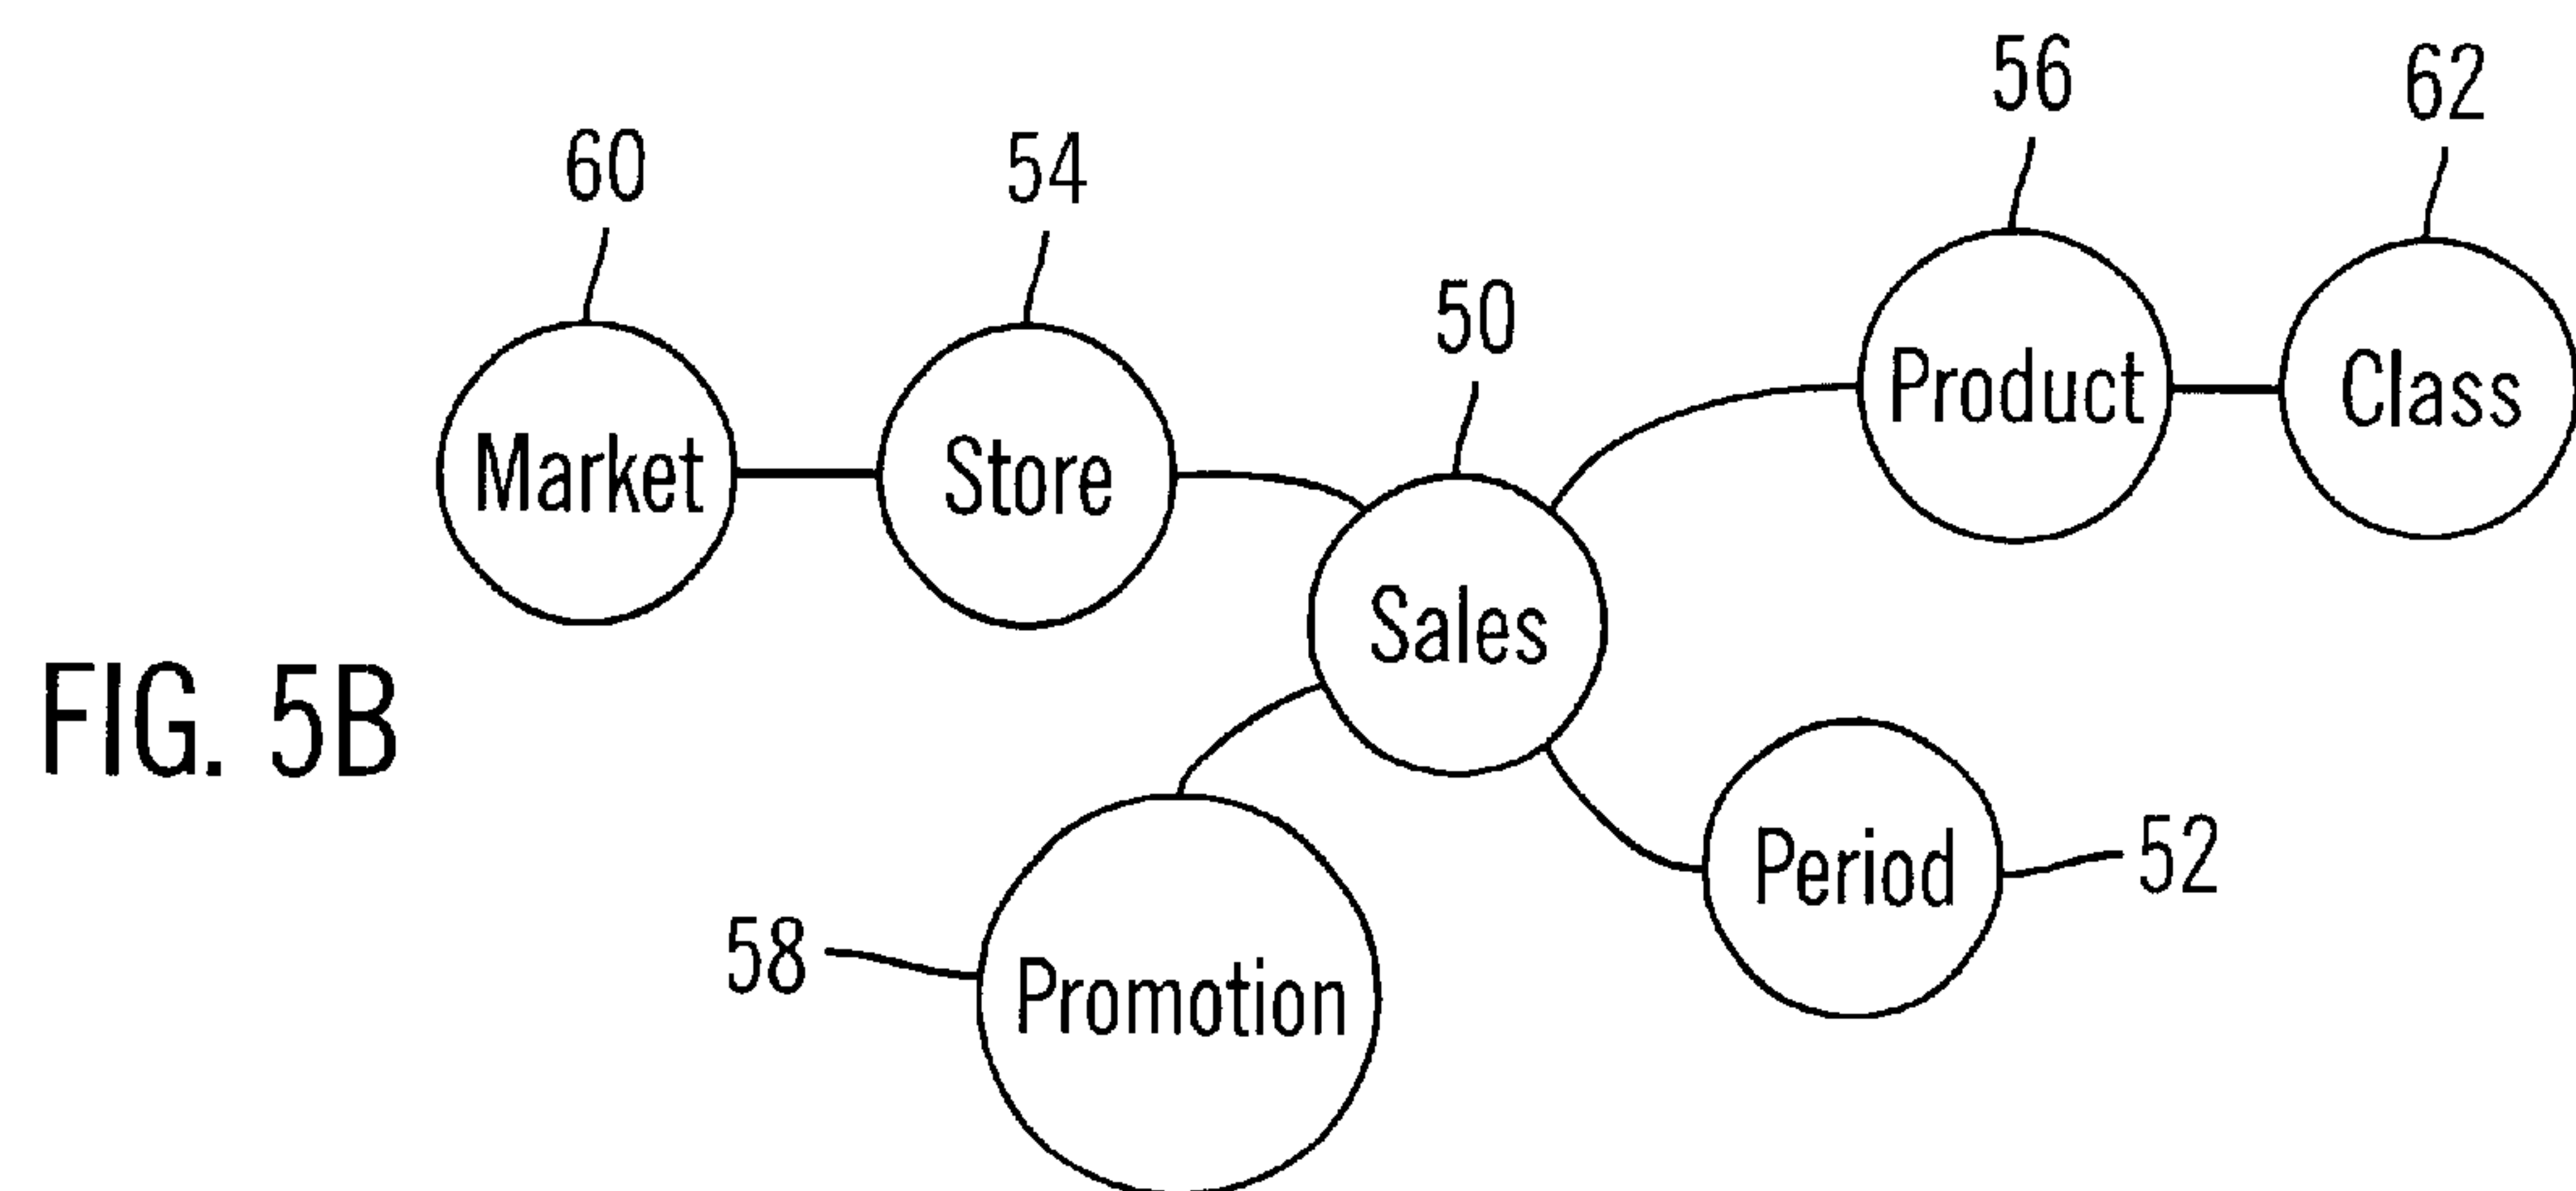 56
62
60
54
50
Product
Class
Market
Store
Sales
FIG. 5B
Period
52
58
Promotion